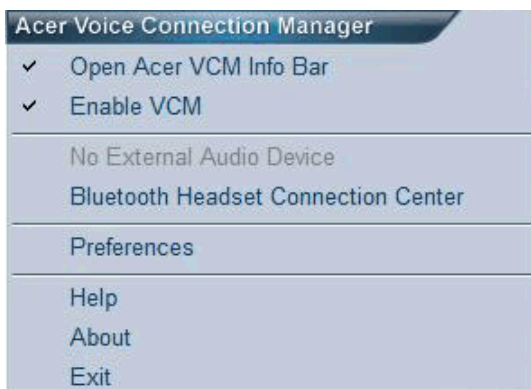 Acer Voice Connection Manager
Open Acer VCM Info Bar
Enable VCM
No External Audio Device
Bluetooth Headset Connection Center
Preferences
Help
About
Exit